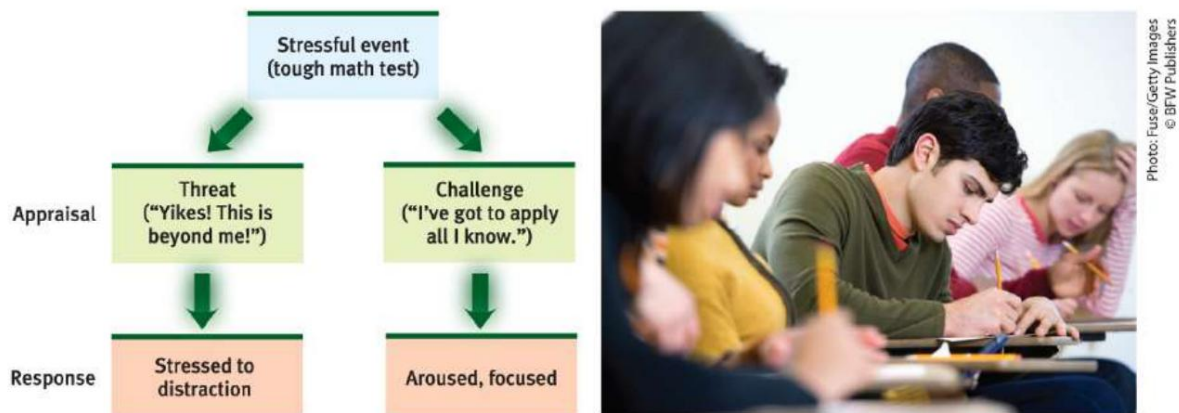 Stressful event
(tough math test)
Appraisal
Threat
(“Yikes! This is
beyond me!”)
Challenge
(“I’ve got to apply
all I know.”)
Response
Stressed to
distraction
Aroused, focused
Photo: Fuse/Getty Images
© BFW Publishers